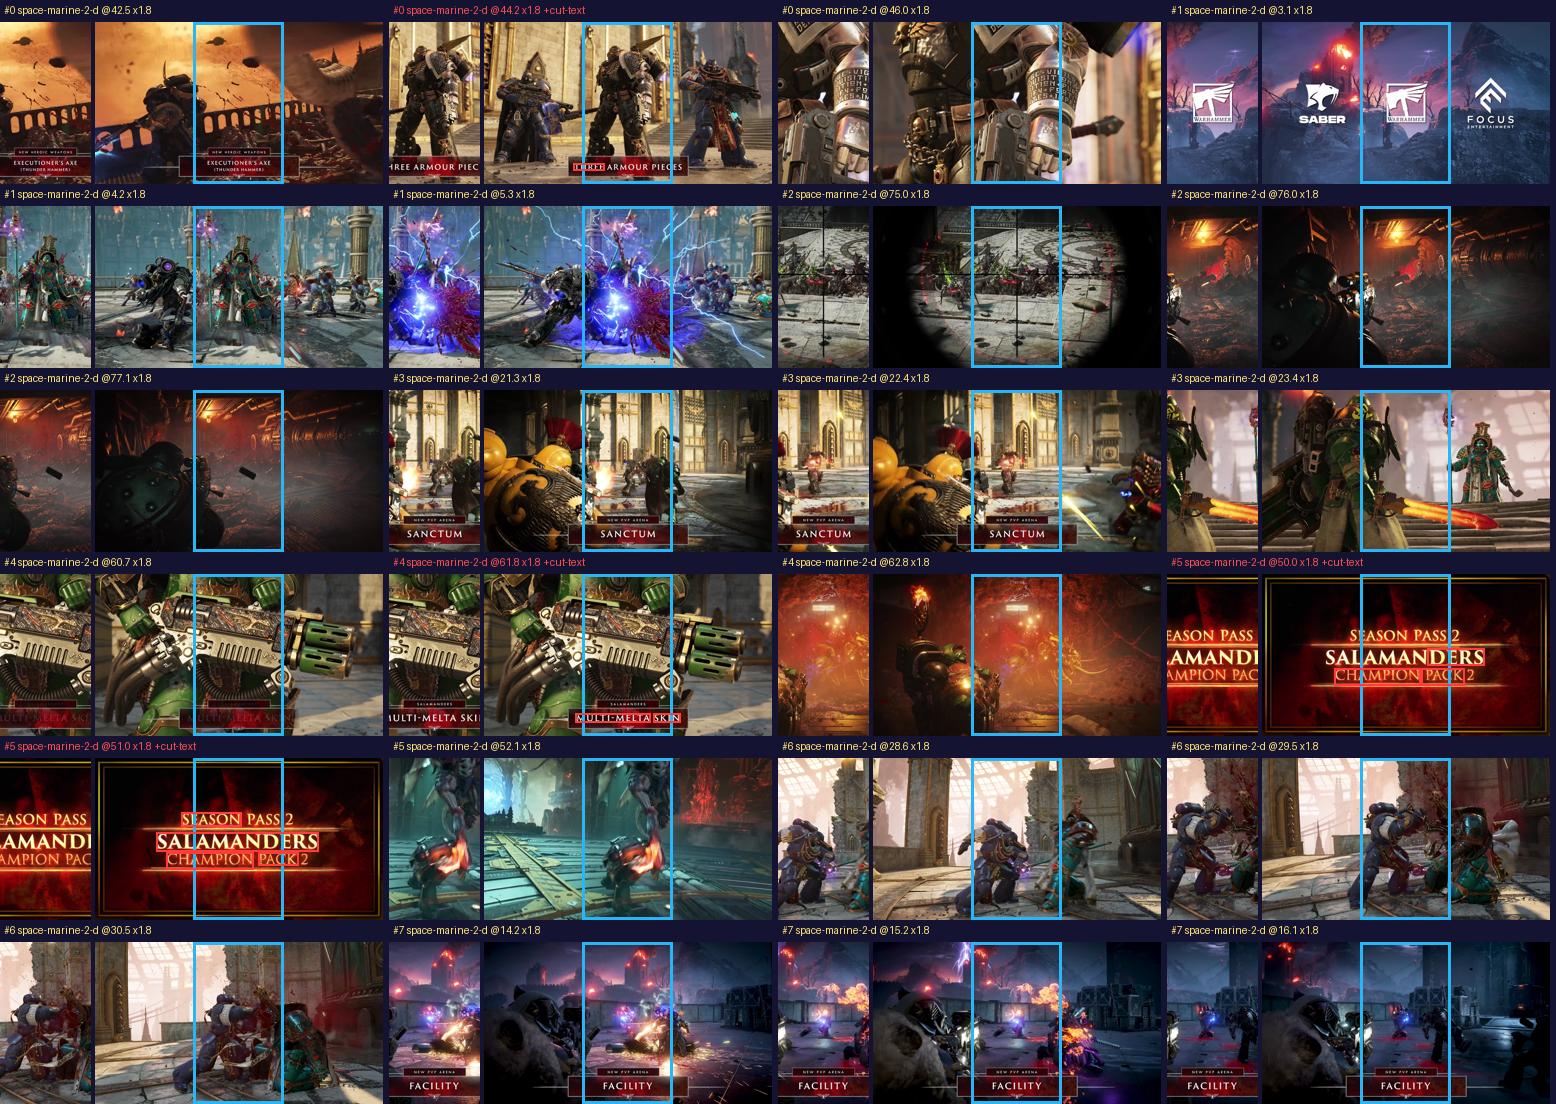 #0 space-marine-2-d @42.5 x1.8
NEW HEROIC WEAPONS
EXECUTIONER'S AXE
(THUNDER HAMMER)
NEW HEROIC WEAPONS
EXECUTIONER'S AXE
(THUNDER HAMMER)
#0 space-marine-2-d @44.2 x1.8 +cut-text
HREE ARMOUR PIEC
THREE ARMOUR PIECES
#0 space-marine-2-d @46.0 x1.8
#1 space-marine-2-d @3.1 x1.8
WARHAMMER
SABER
WARHAMMER
FOCUS
ENTERTAINMENT
#1 space-marine-2-d @4.2 x1.8
#1 space-marine-2-d @5.3 x1.8
#2 space-marine-2-d @75.0 x1.8
#2 space-marine-2-d @76.0 x1.8
#2 space-marine-2-d @77.1 x1.8
#3 space-marine-2-d @21.3 x1.8
NEW PVP ARENA
SANCTUM
NEW PVP ARENA
SANCTUM
#3 space-marine-2-d @22.4 x1.8
NEW PVP ARENA
SANCTUM
NEW PVP ARENA
SANCTUM
#3 space-marine-2-d @23.4 x1.8
#4 space-marine-2-d @60.7 x1.8
MULTI-MELTA SKIN
#4 space-marine-2-d @61.8 x1.8 +cut-text
SALAMANDERS
MULTI-MELTA SKI
SALAMANDERS
MULTI-MELTA SKIN
#4 space-marine-2-d @62.8 x1.8
#5 space-marine-2-d @50.0 x1.8 +cut-text
EASON PASS
AMANDE
AMPION PAC
SEASON PASS 2
SALAMANDERS
CHAMPION PACK 2
#5 space-marine-2-d @51.0 x1.8 +cut-text
EASON PASS
AMANDE
AMPION PAC
SEASON PASS 2
SALAMANDERS
CHAMPION PACK 2
#5 space-marine-2-d @52.1 x1.8
#6 space-marine-2-d @28.6 x1.8
#6 space-marine-2-d @29.5 x1.8
#6 space-marine-2-d @30.5 x1.8
#7 space-marine-2-d @14.2 x1.8
NEW PVP ARENA
FACILITY
NEW PVP ARENA
FACILITY
#7 space-marine-2-d @15.2 x1.8
NEW PVP ARENA
FACILITY
NEW PVP ARENA
FACILITY
#7 space-marine-2-d @16.1 x1.8
NEW PVP ARENA
FACILITY
NEW PVP ARENA
FACILITY